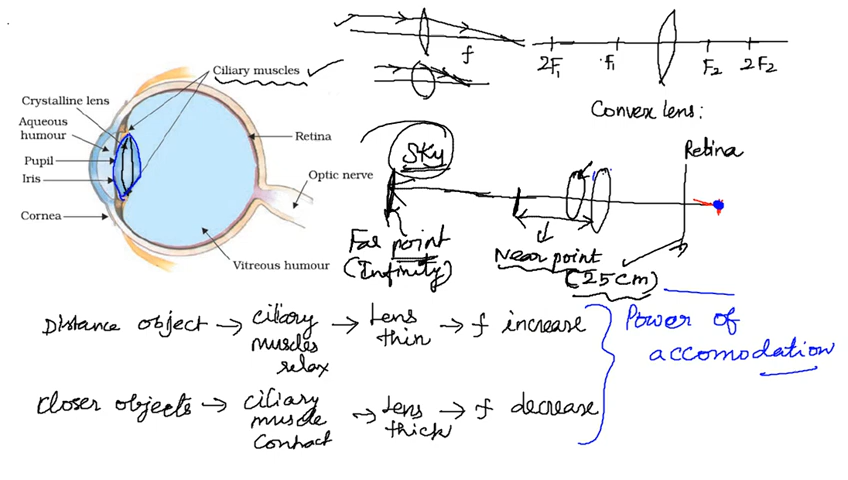 Ciliary muscles
Crystalline lens
Aqueous
humour
Pupil
Iris
Cornea
Retina
Optic nerve
Vitreous humour
f
2F₁
F₁
F₂
2F₂
Convex lens:
Sky
Far point
(Infinity)
Near point
(25cm)
Retina
Distance object → ciliary muscles relax → Lens thin → f increase
Closer objects → ciliary muscle contract → Lens thick → f decrease
Power of
accomodation